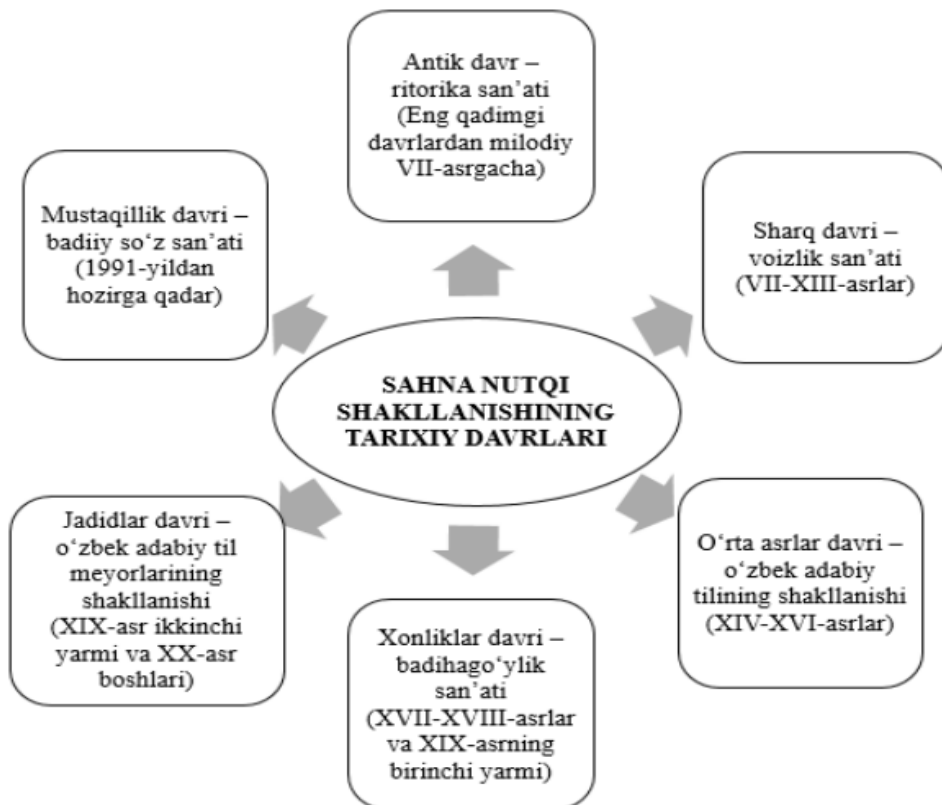 Antik davr –
ritorika san’ati
(Eng qadimgi
davrlardan milodiy
VII-asrgacha)
Mustaqillik davri –
badiiy so‘z san’ati
(1991-yildan
hozirga qadar)
Sharq davri –
voizlik san’ati
(VII-XIII-asrlar)
SAHNA NUTQI
SHAKLLANISHINING
TARIXIY DAVRLARI
Jadidlar davri –
o‘zbek adabiy til
meyorlarining
shakllanishi
(XIX-asr ikkinchi
yarmi va XX-asr
boshlari)
Xonliklar davri –
badihago‘ylik
san’ati
(XVII-XVIII-asrlar
va XIX-asrning
birinchi yarmi)
O‘rta asrlar davri –
o‘zbek adabiy
tilining shakllanishi
(XIV-XVI-asrlar)